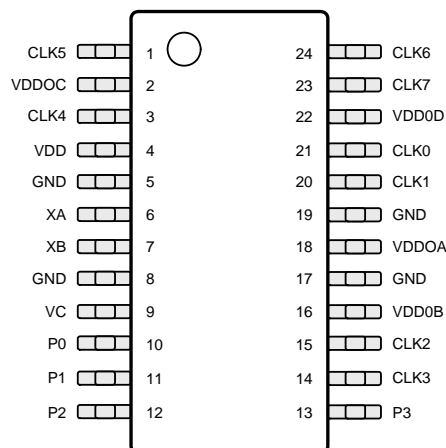 CLK5 1 24 CLK6
VDDOC 2 23 CLK7
CLK4 3 22 VDD0D
VDD 4 21 CLK0
GND 5 20 CLK1
XA 6 19 GND
XB 7 18 VDDOA
GND 8 17 GND
VC 9 16 VDD0B
P0 10 15 CLK2
P1 11 14 CLK3
P2 12 13 P3